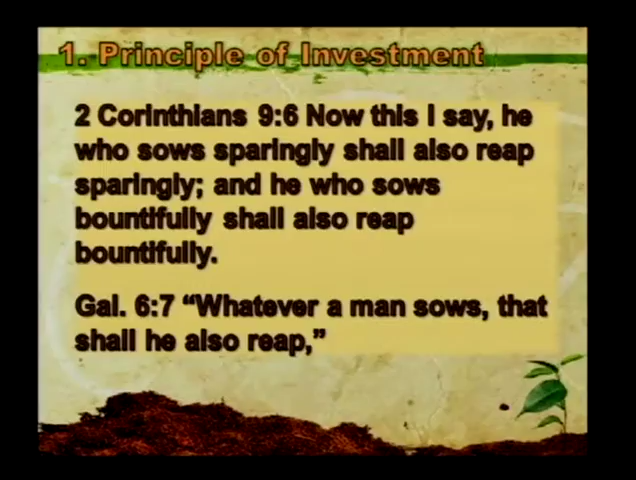 1. Principle of Investment
2 Corinthians 9:6 Now this I say, he
who sows sparingly shall also reap
sparingly; and he who sows
bountifully shall also reap
bountifully.
Gal. 6:7 “Whatever a man sows, that
shall he also reap,”